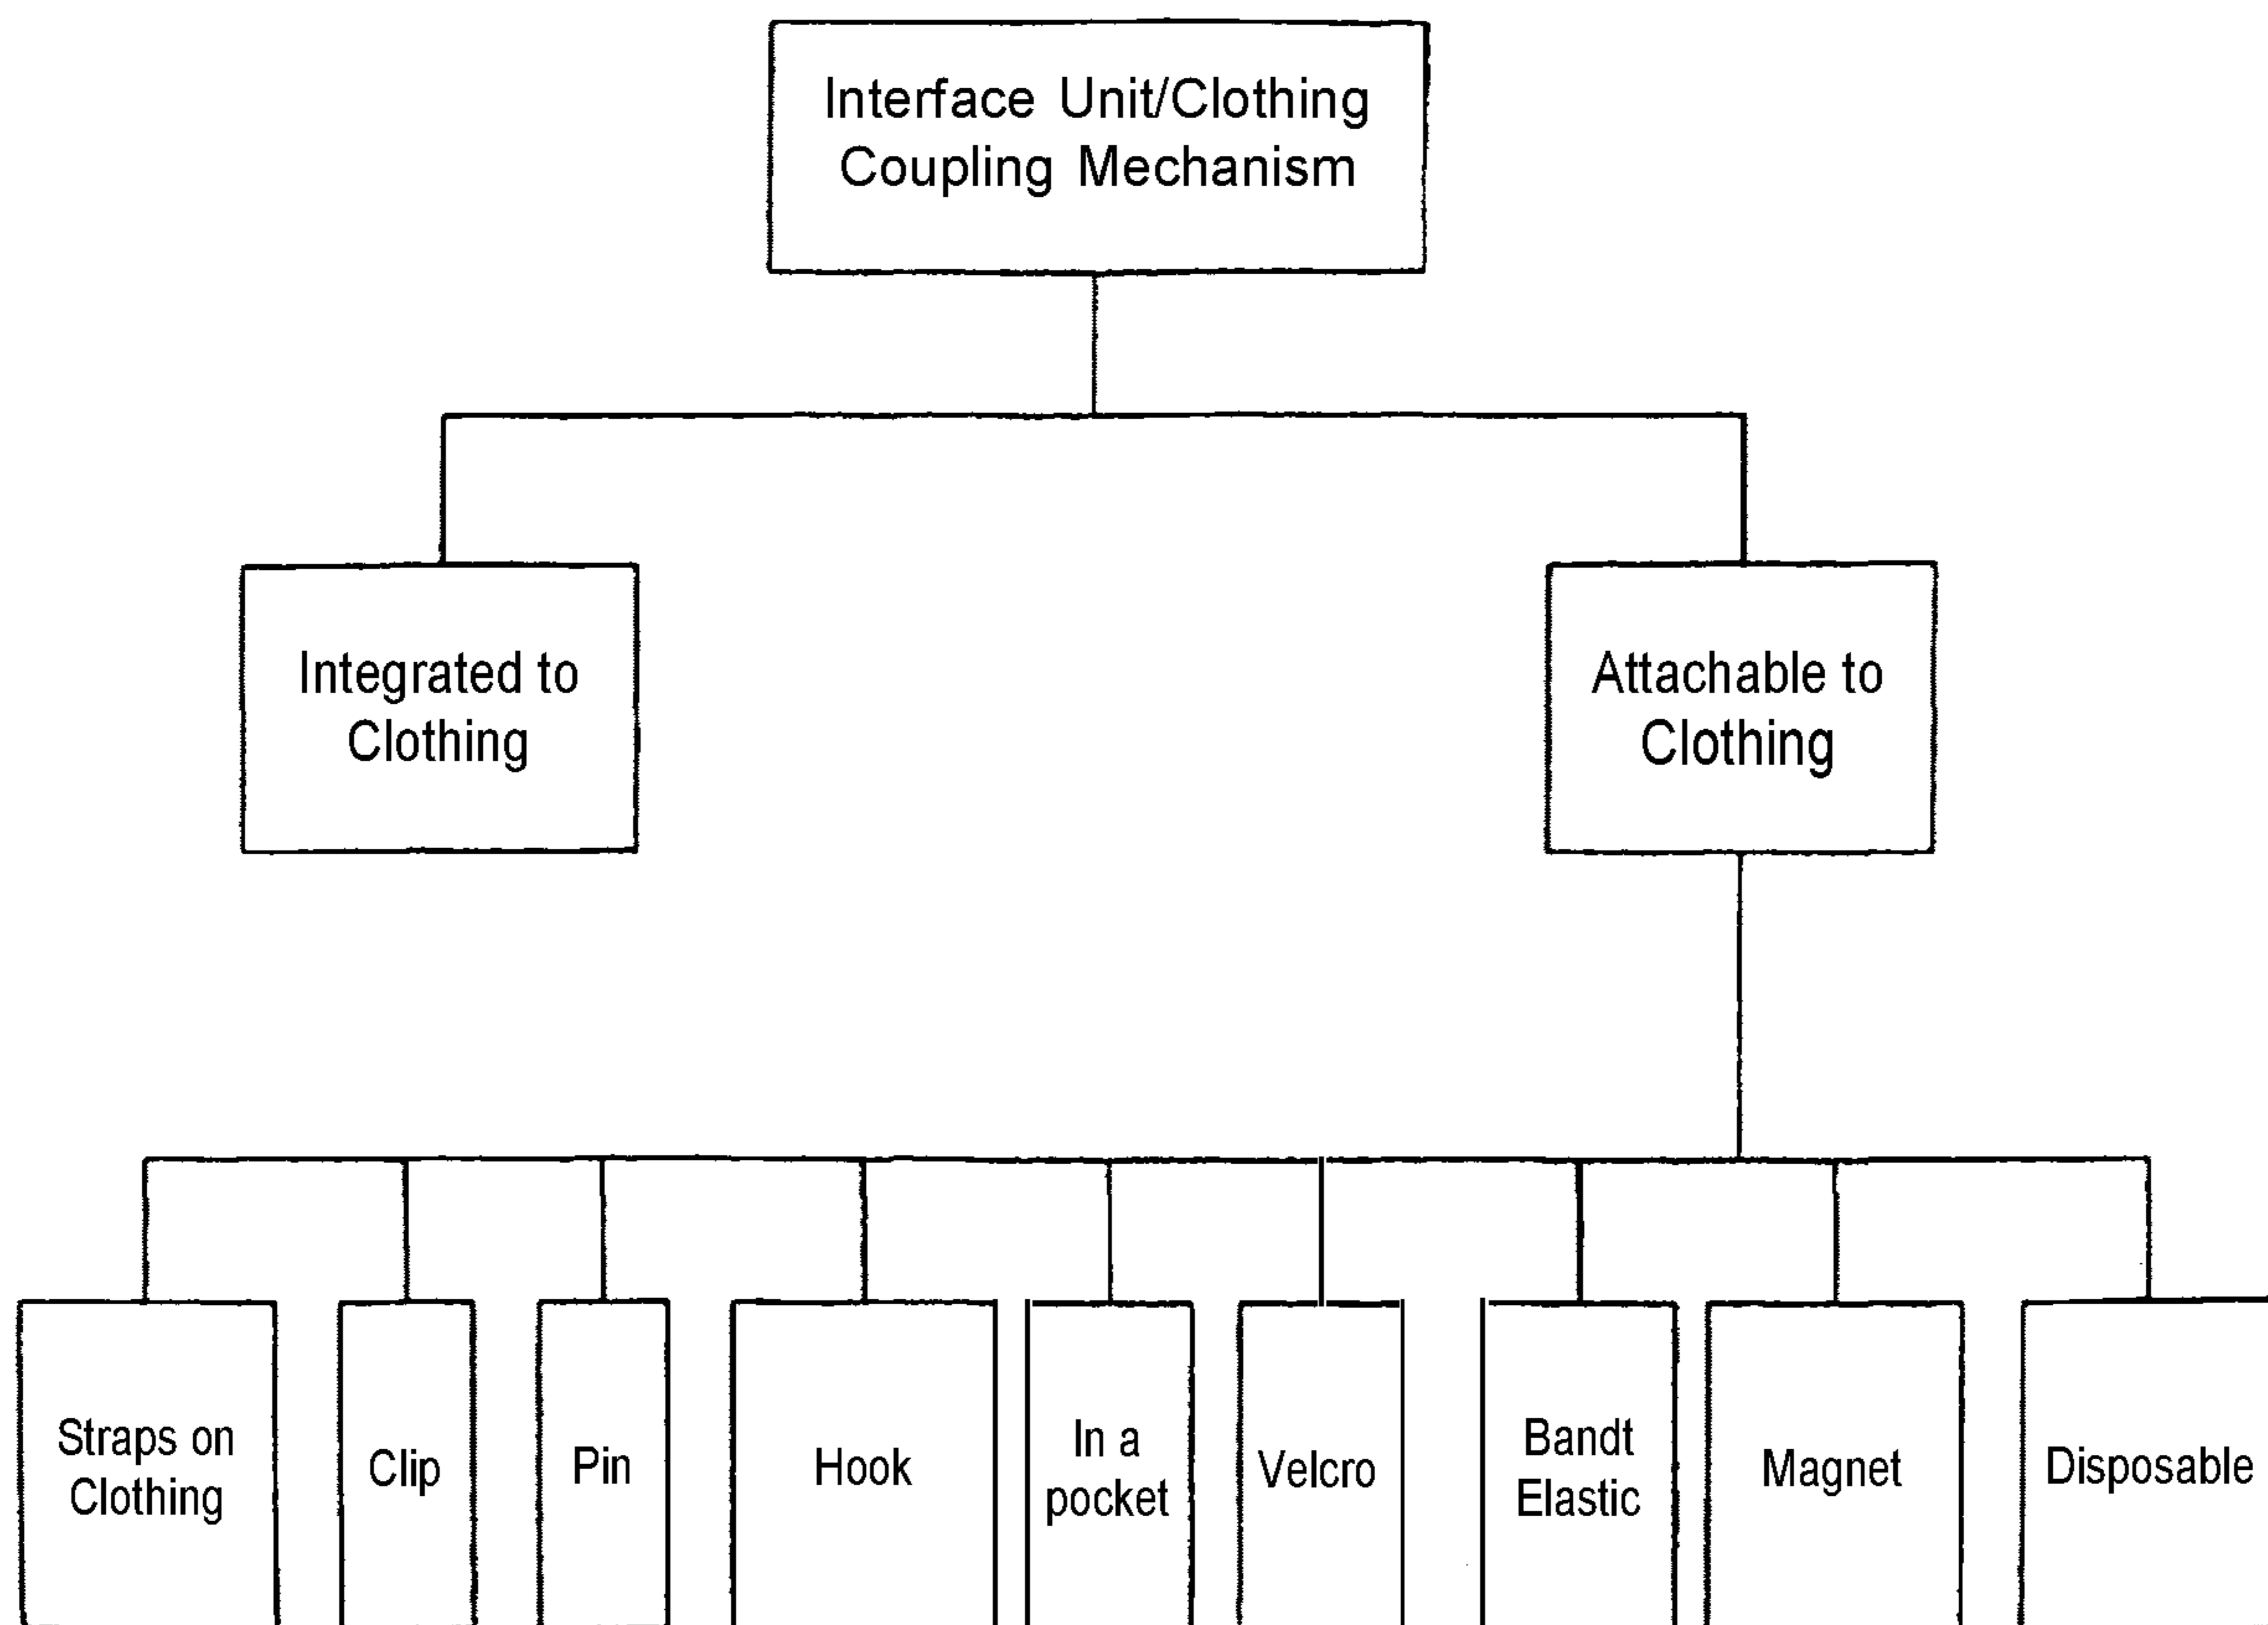 Interface Unit/Clothing
Coupling Mechanism
Integrated to
Clothing
Attachable to
Clothing
Straps on
Clothing
Clip
Pin
Hook
In a
pocket
Velcro
Bandt
Elastic
Magnet
Disposable